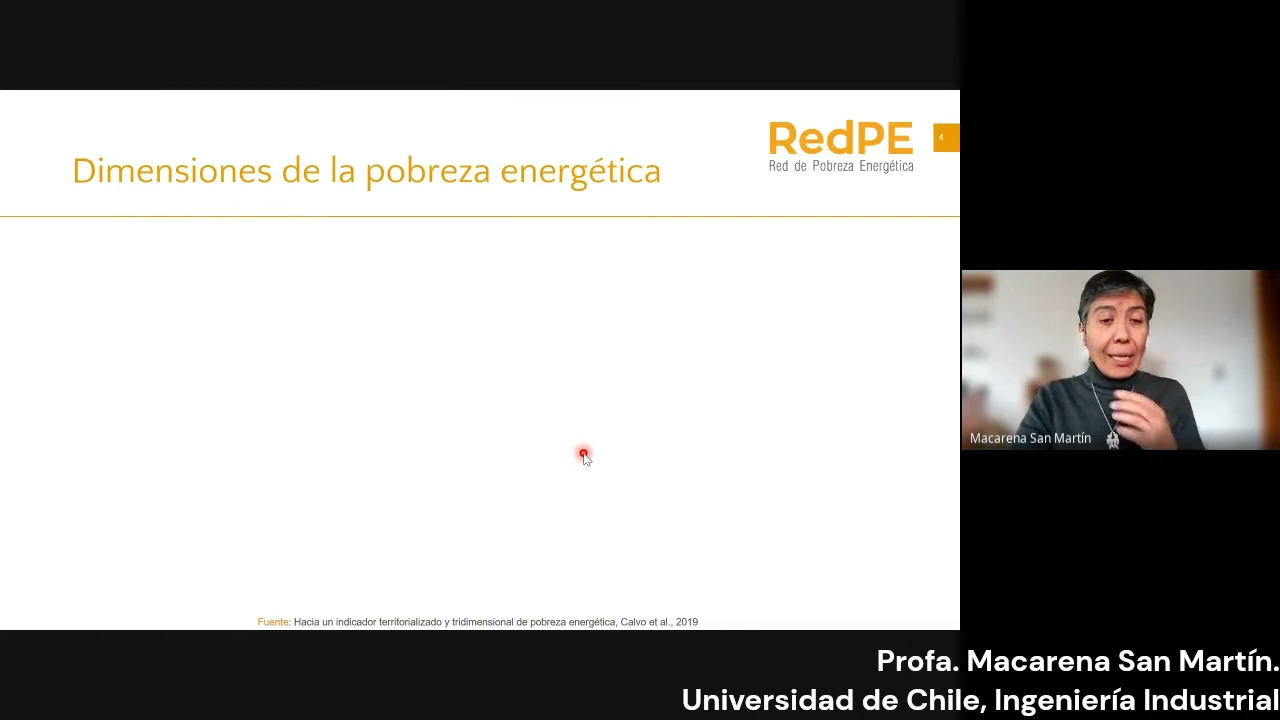 RedPE
Red de Pobreza Energética
4
Dimensiones de la pobreza energética
Macarena San Martín
Fuente: Hacia un indicador territorializado y tridimensional de pobreza energética, Calvo et al., 2019
Profa. Macarena San Martín.
Universidad de Chile, Ingeniería Industrial